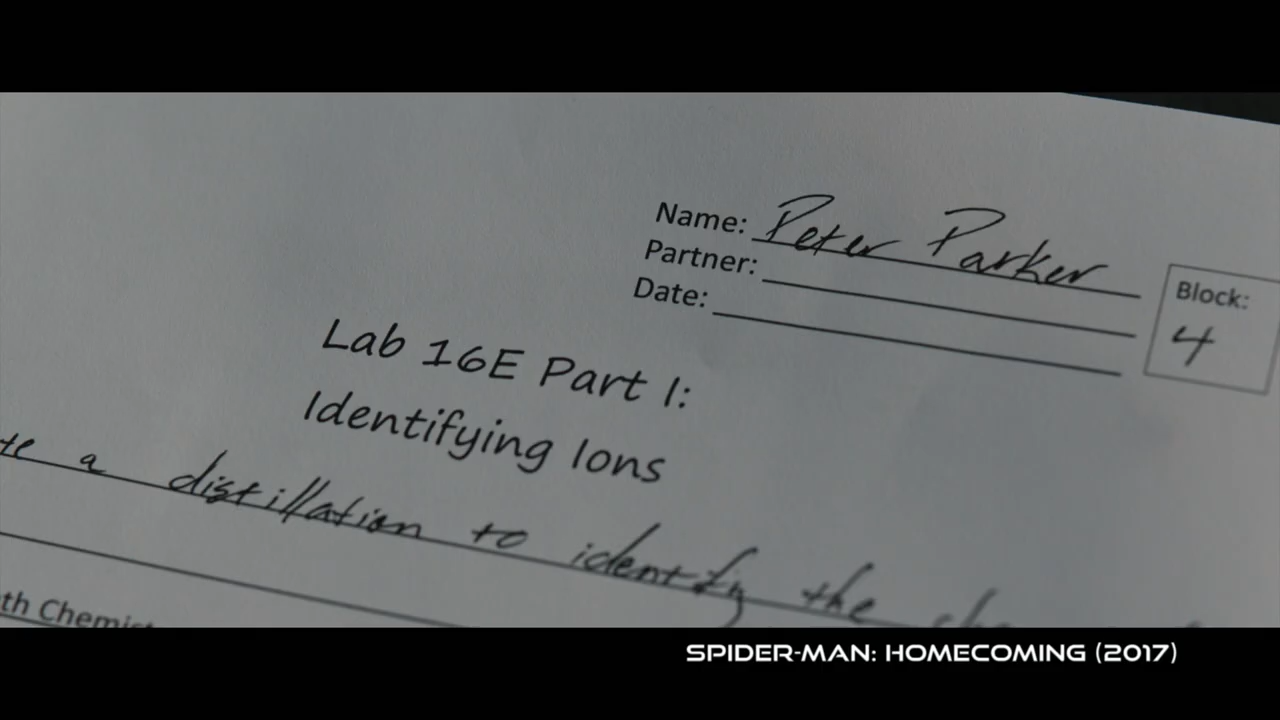 Name: Peter Parker
Partner:
Date:
Block:
4
Lab 16E Part I:
Identifying Ions
a distillation to identify the
SPIDER-MAN: HOMECOMING (2017)